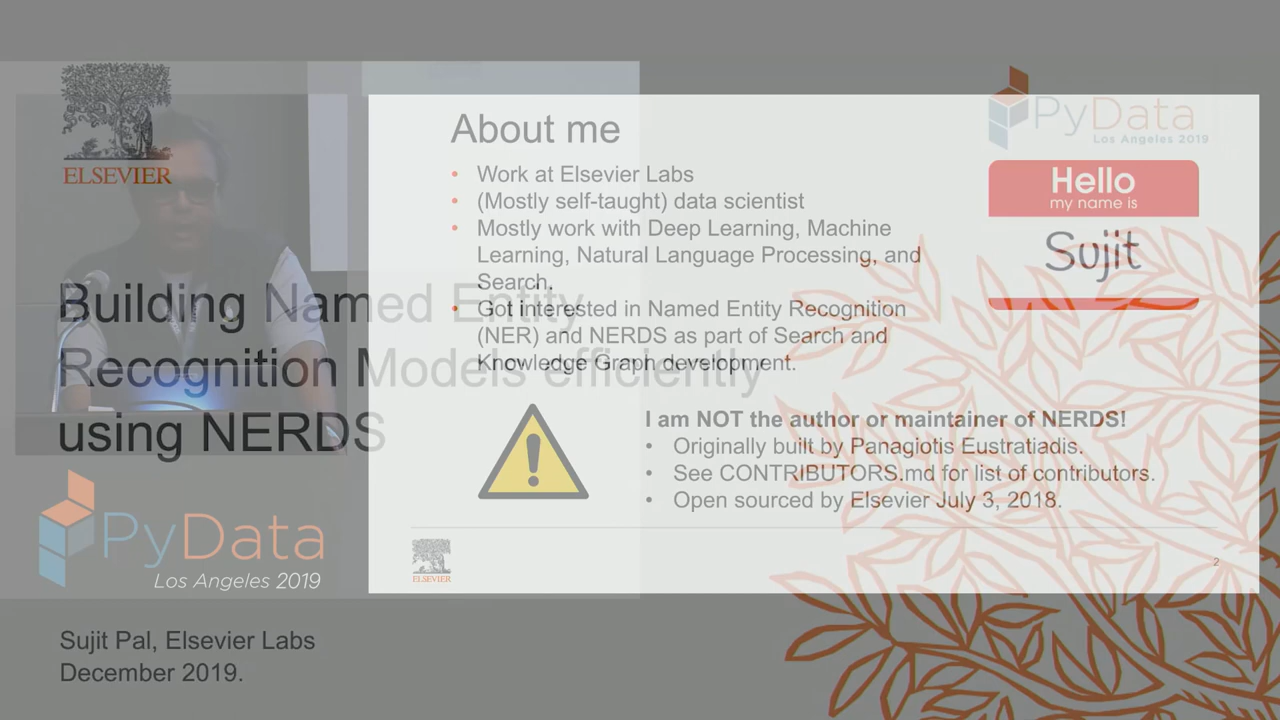 ELSEVIER
Building Named Entity
Recognition Models efficiently
using NERDS
PyData
Los Angeles 2019
Sujit Pal, Elsevier Labs
December 2019.
About me
• Work at Elsevier Labs
• (Mostly self-taught) data scientist
• Mostly work with Deep Learning, Machine
Learning, Natural Language Processing, and
Search.
• Got interested in Named Entity Recognition
(NER) and NERDS as part of Search and
Knowledge Graph development.
PyData
Los Angeles 2019
Hello
my name is
Sujit
I am NOT the author or maintainer of NERDS!
• Originally built by Panagiotis Eustratiadis.
• See CONTRIBUTORS.md for list of contributors.
• Open sourced by Elsevier July 3, 2018.
ELSEVIER
2